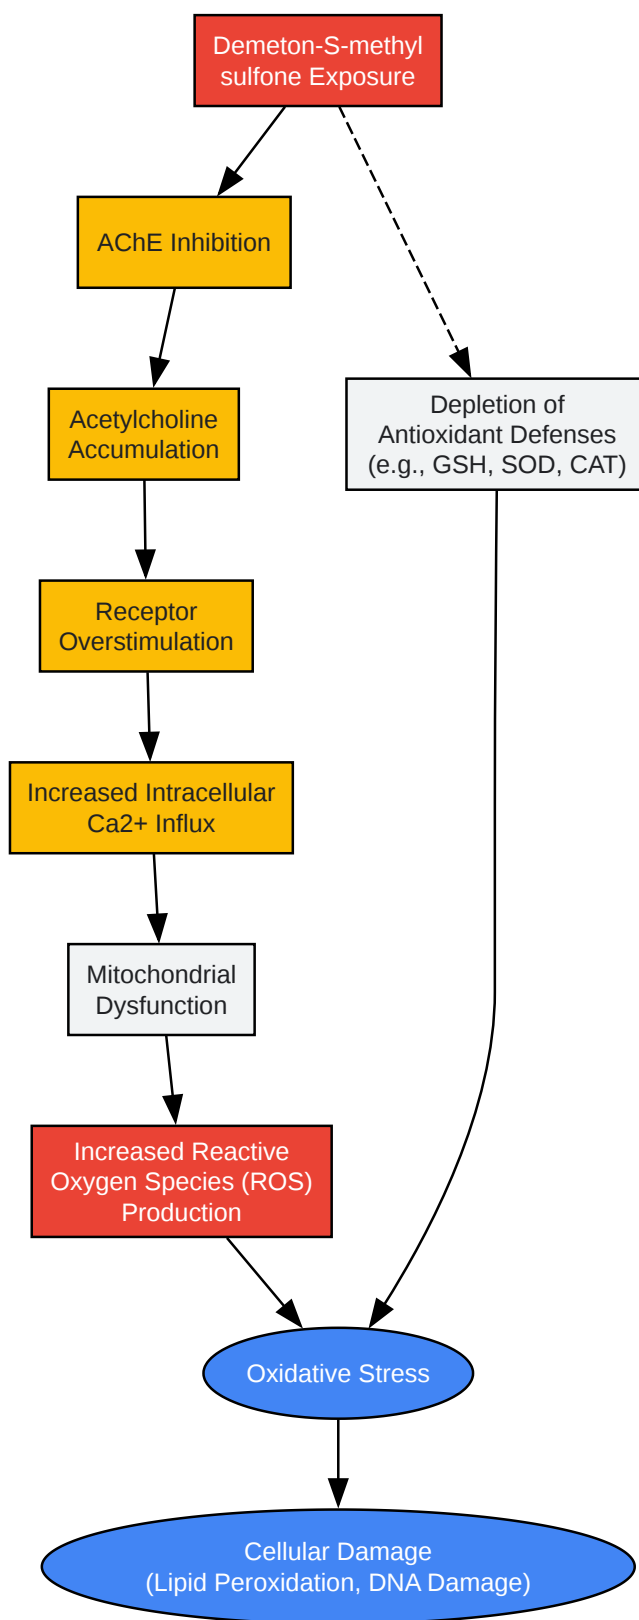 Demeton-S-methyl
sulfone Exposure
AChE Inhibition
Acetylcholine
Accumulation
Depletion of
Antioxidant Defenses
(e.g., GSH, SOD, CAT)
Receptor
Overstimulation
Increased Intracellular
Ca2+ Influx
Mitochondrial
Dysfunction
Increased Reactive
Oxygen Species (ROS)
Production
Oxidative Stress
Cellular Damage
(Lipid Peroxidation, DNA Damage)